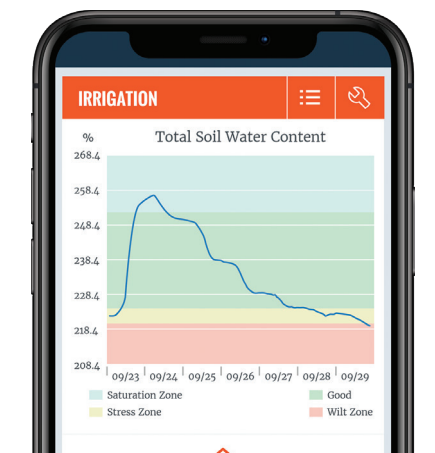 IRRIGATION
%
Total Soil Water Content
268.4
258.4
248.4
238.4
228.4
218.4
208.4
09/23 09/24 09/25 09/26 09/27 09/28 09/29
Saturation Zone
Good
Stress Zone
Wilt Zone